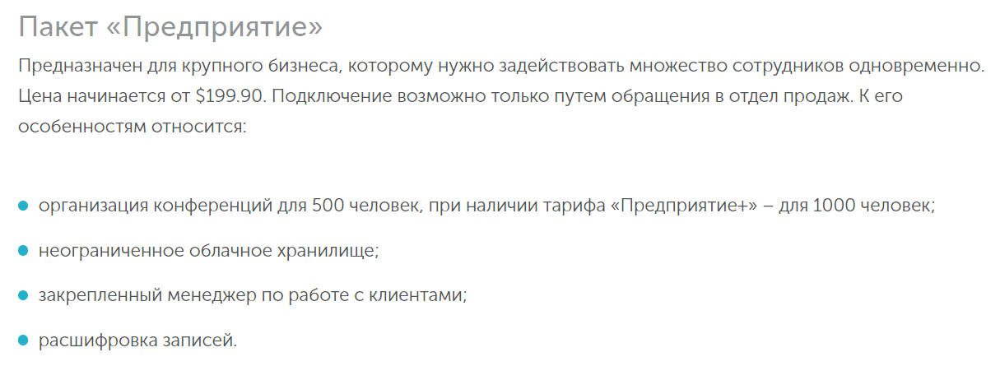 Пакет «Предприятие»
Предназначен для крупного бизнеса, которому нужно задействовать множество сотрудников одновременно.
Цена начинается от $199.90. Подключение возможно только путем обращения в отдел продаж. К его
особенностям относится:
организация конференций для 500 человек, при наличии тарифа «Предприятие+» – для 1000 человек;
неограниченное облачное хранилище;
закрепленный менеджер по работе с клиентами;
расшифровка записей.